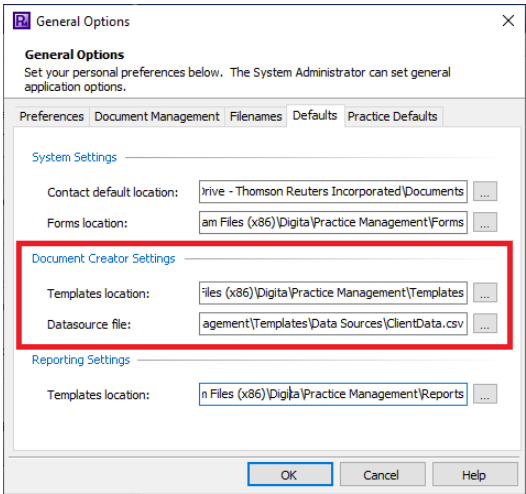 General Options
General Options
Set your personal preferences below. The System Administrator can set general
application options.
Preferences Document Management Filenames Defaults Practice Defaults
System Settings
Contact default location: Drive - Thomson Reuters Incorporated\Documents ...
Forms location: am Files (x86)\Digita\Practice Management\Forms ...
Document Creator Settings
Templates location: Files (x86)\Digita\Practice Management\Templates ...
Datasource file: agement\Templates\Data Sources\ClientData.csv ...
Reporting Settings
Templates location: n Files (x86)\Digita\Practice Management\Reports ...
OK Cancel Help